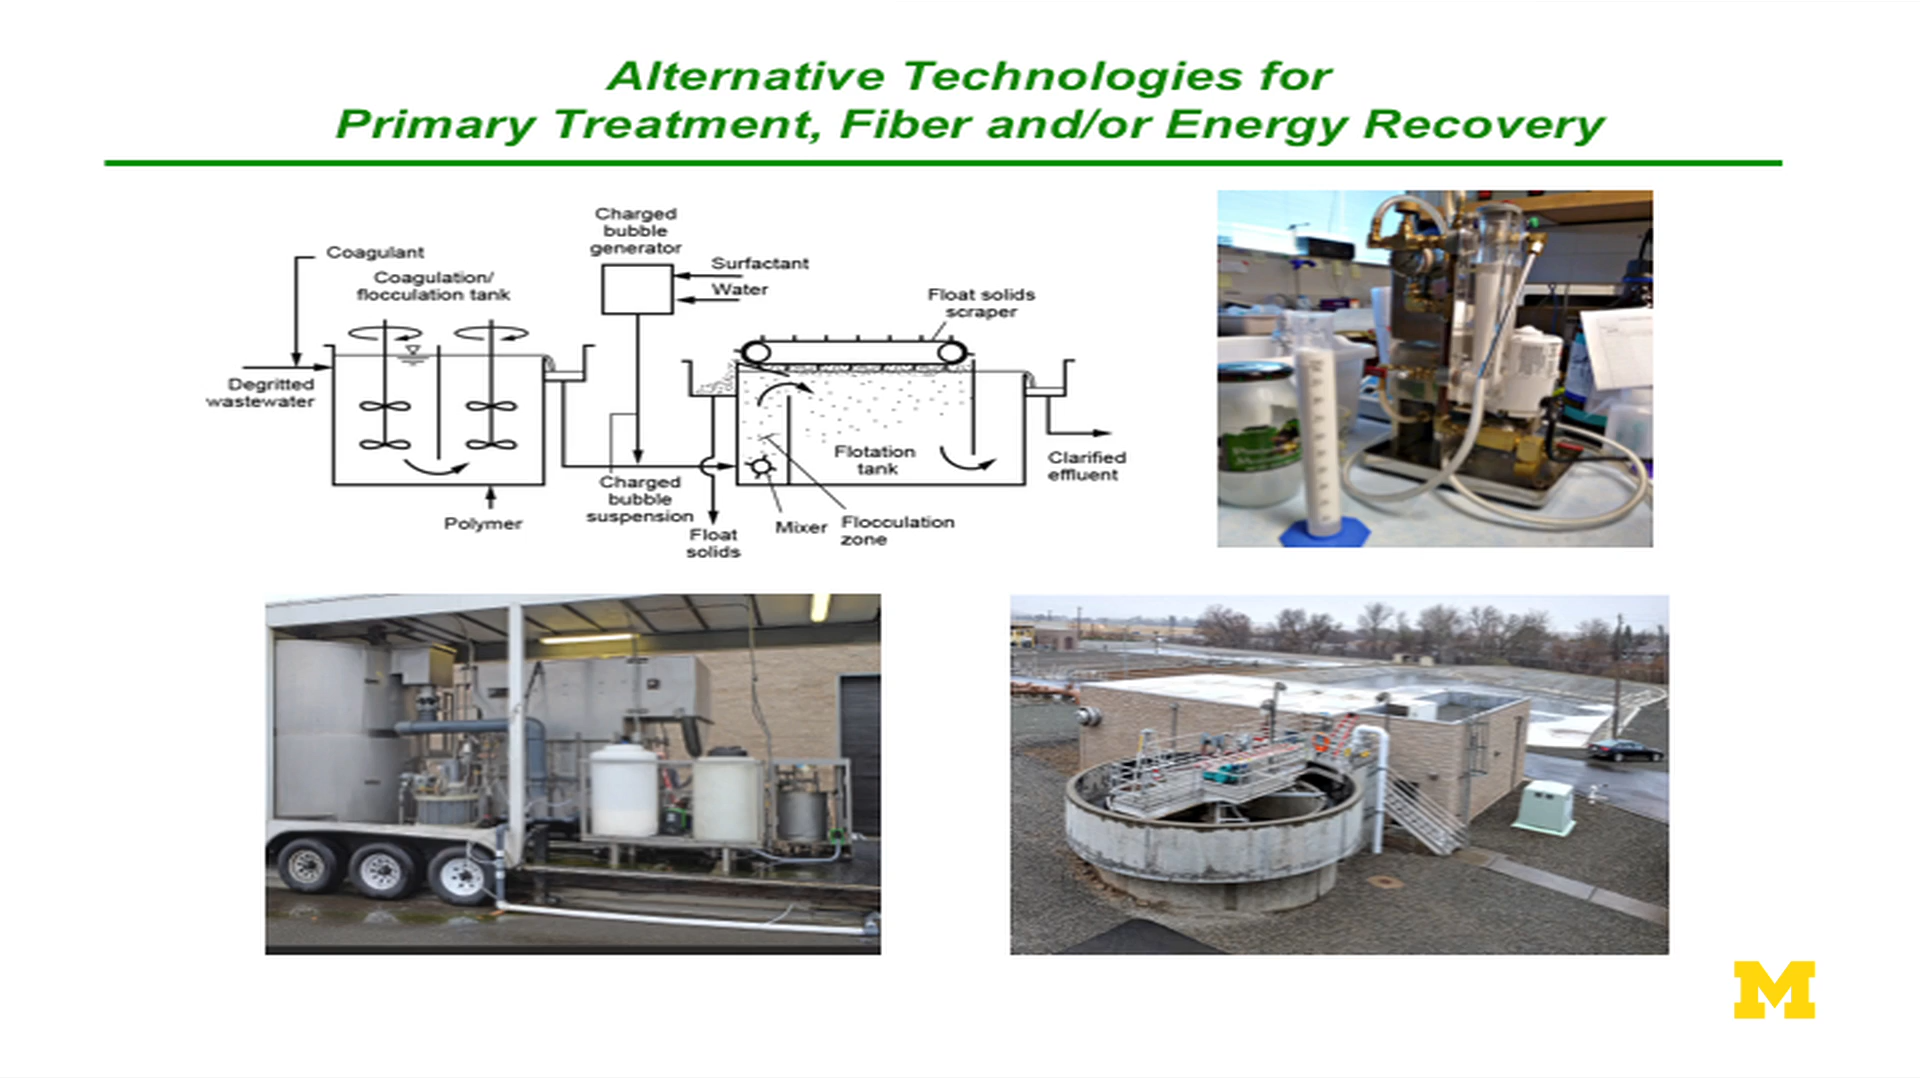 Alternative Technologies for
Primary Treatment, Fiber and/or Energy Recovery
Charged
bubble
generator
Coagulant
Surfactant
Coagulation/
flocculation tank
Water
Float solids
scraper
Degritted
wastewater
Flotation
tank
Clarified
effluent
Charged
bubble
suspension
Polymer
Mixer
Flocculation
zone
Float
solids
M